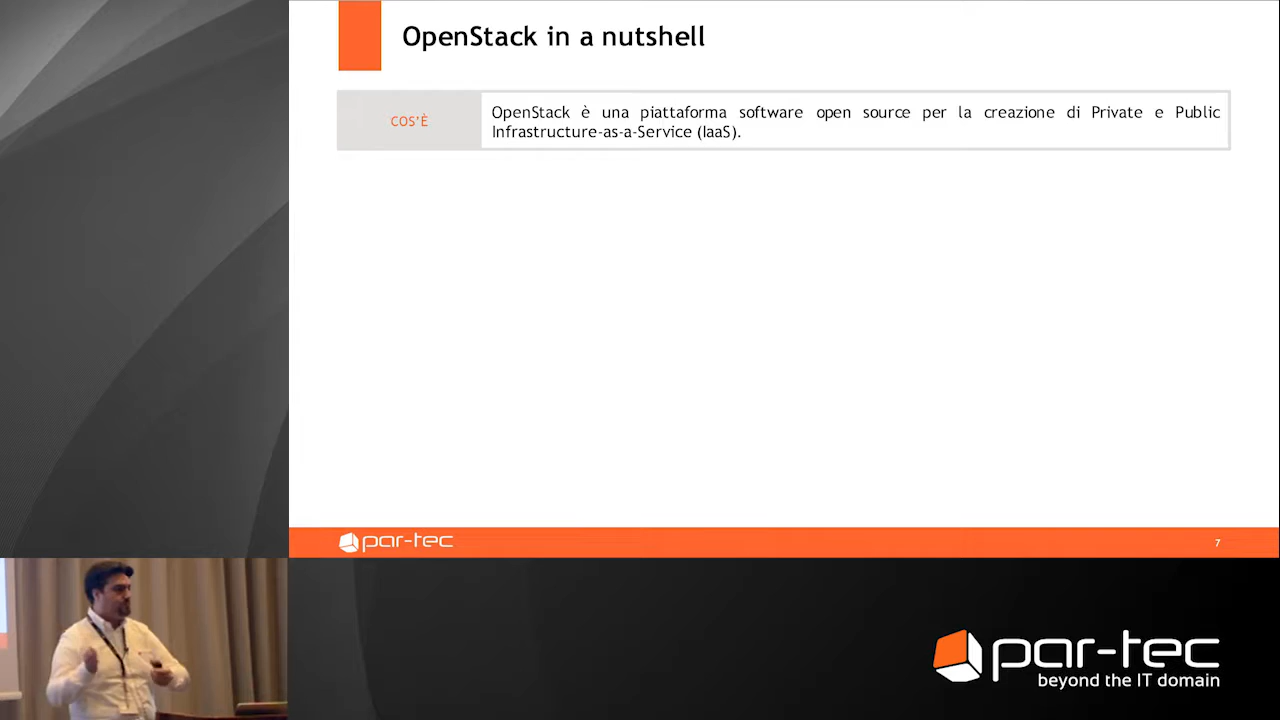 OpenStack in a nutshell
COS'È
OpenStack è una piattaforma software open source per la creazione di Private e Public
Infrastructure-as-a-Service (IaaS).
par-tec
7
par-tec
beyond the IT domain